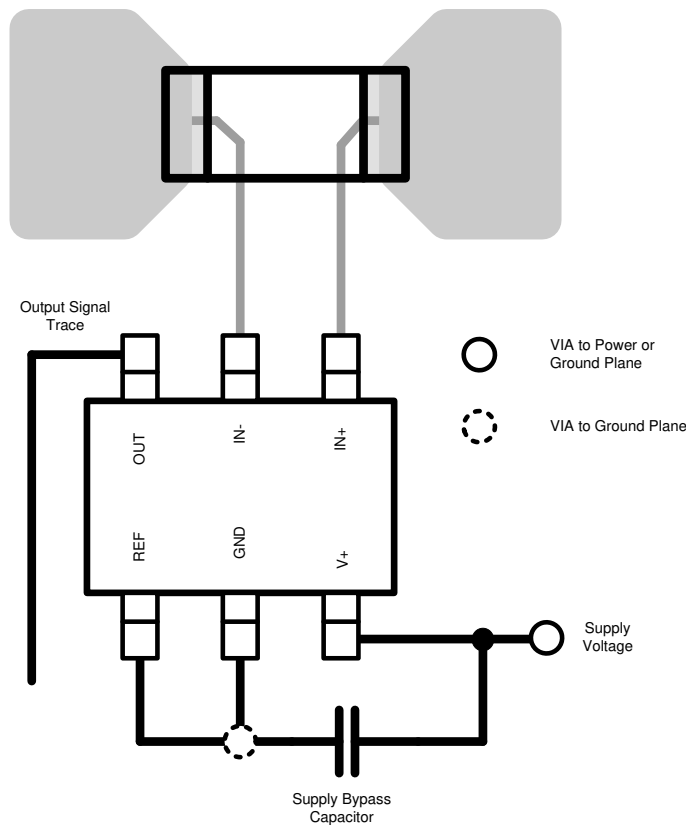 Output Signal
Trace
VIA to Power or
Ground Plane
VIA to Ground Plane
OUT
IN-
IN+
REF
GND
V+
Supply
Voltage
Supply Bypass
Capacitor